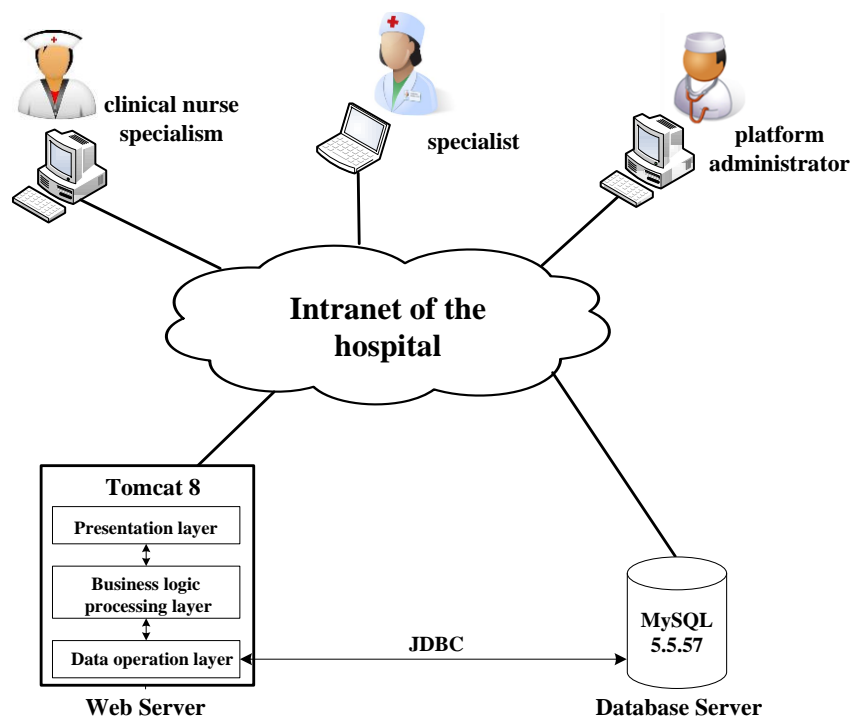 clinical nurse
specialism
specialist
platform
administrator
Intranet of the
hospital
Tomcat 8
Presentation layer
Business logic
processing layer
Data operation layer
JDBC
MySQL
5.5.57
Web Server
Database Server